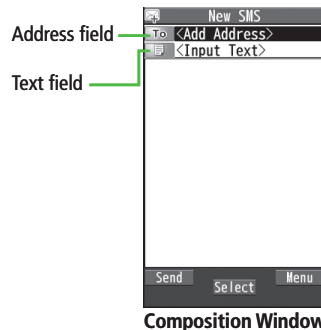 New SMS
Address field
To <Add Address>
<Input Text>
Text field
Send
Select
Menu
Composition Window